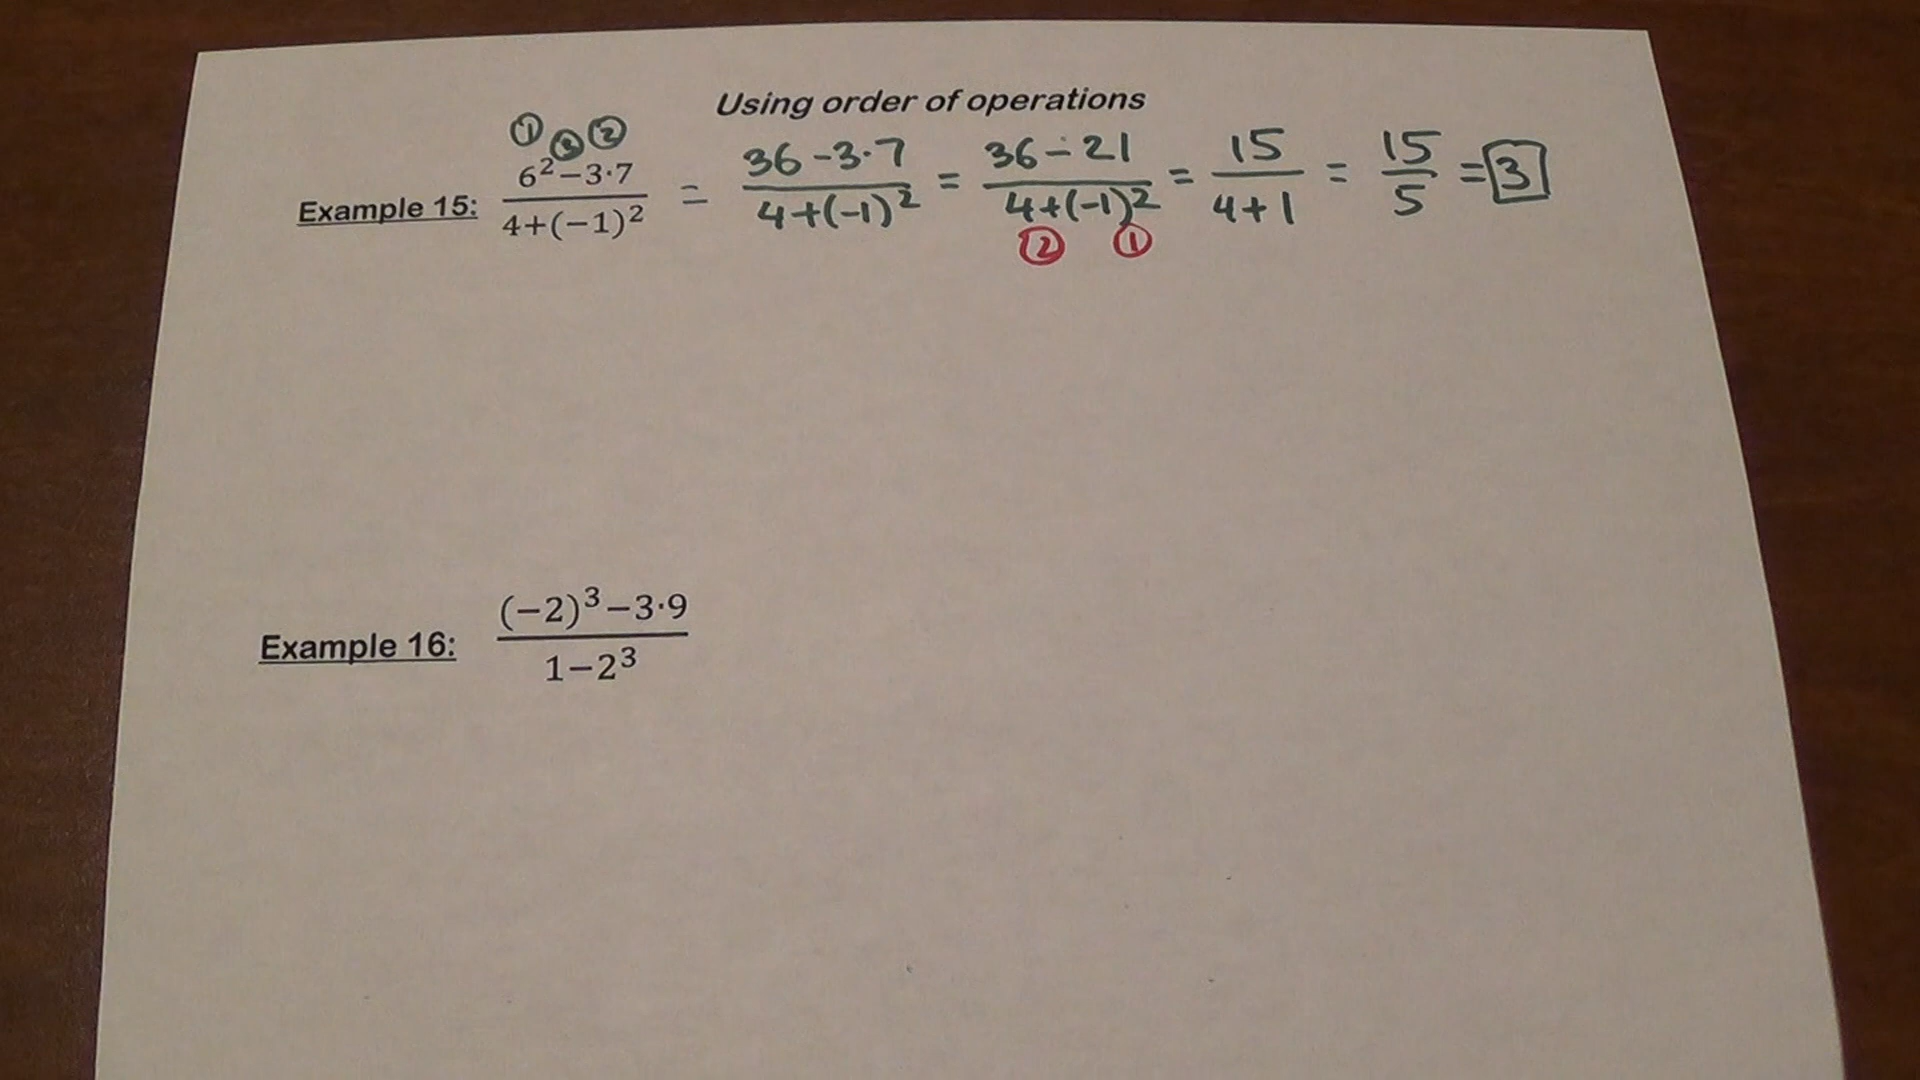 Using order of operations
① ③ ②
Example 15: (6²−3·7)/(4+(−1)²) = (36−3·7)/(4+(−1)²) = (36−21)/(4+(−1)²) = 15/(4+1) = 15/5 = 3
② ①
Example 16: ((−2)³−3·9)/(1−2³)